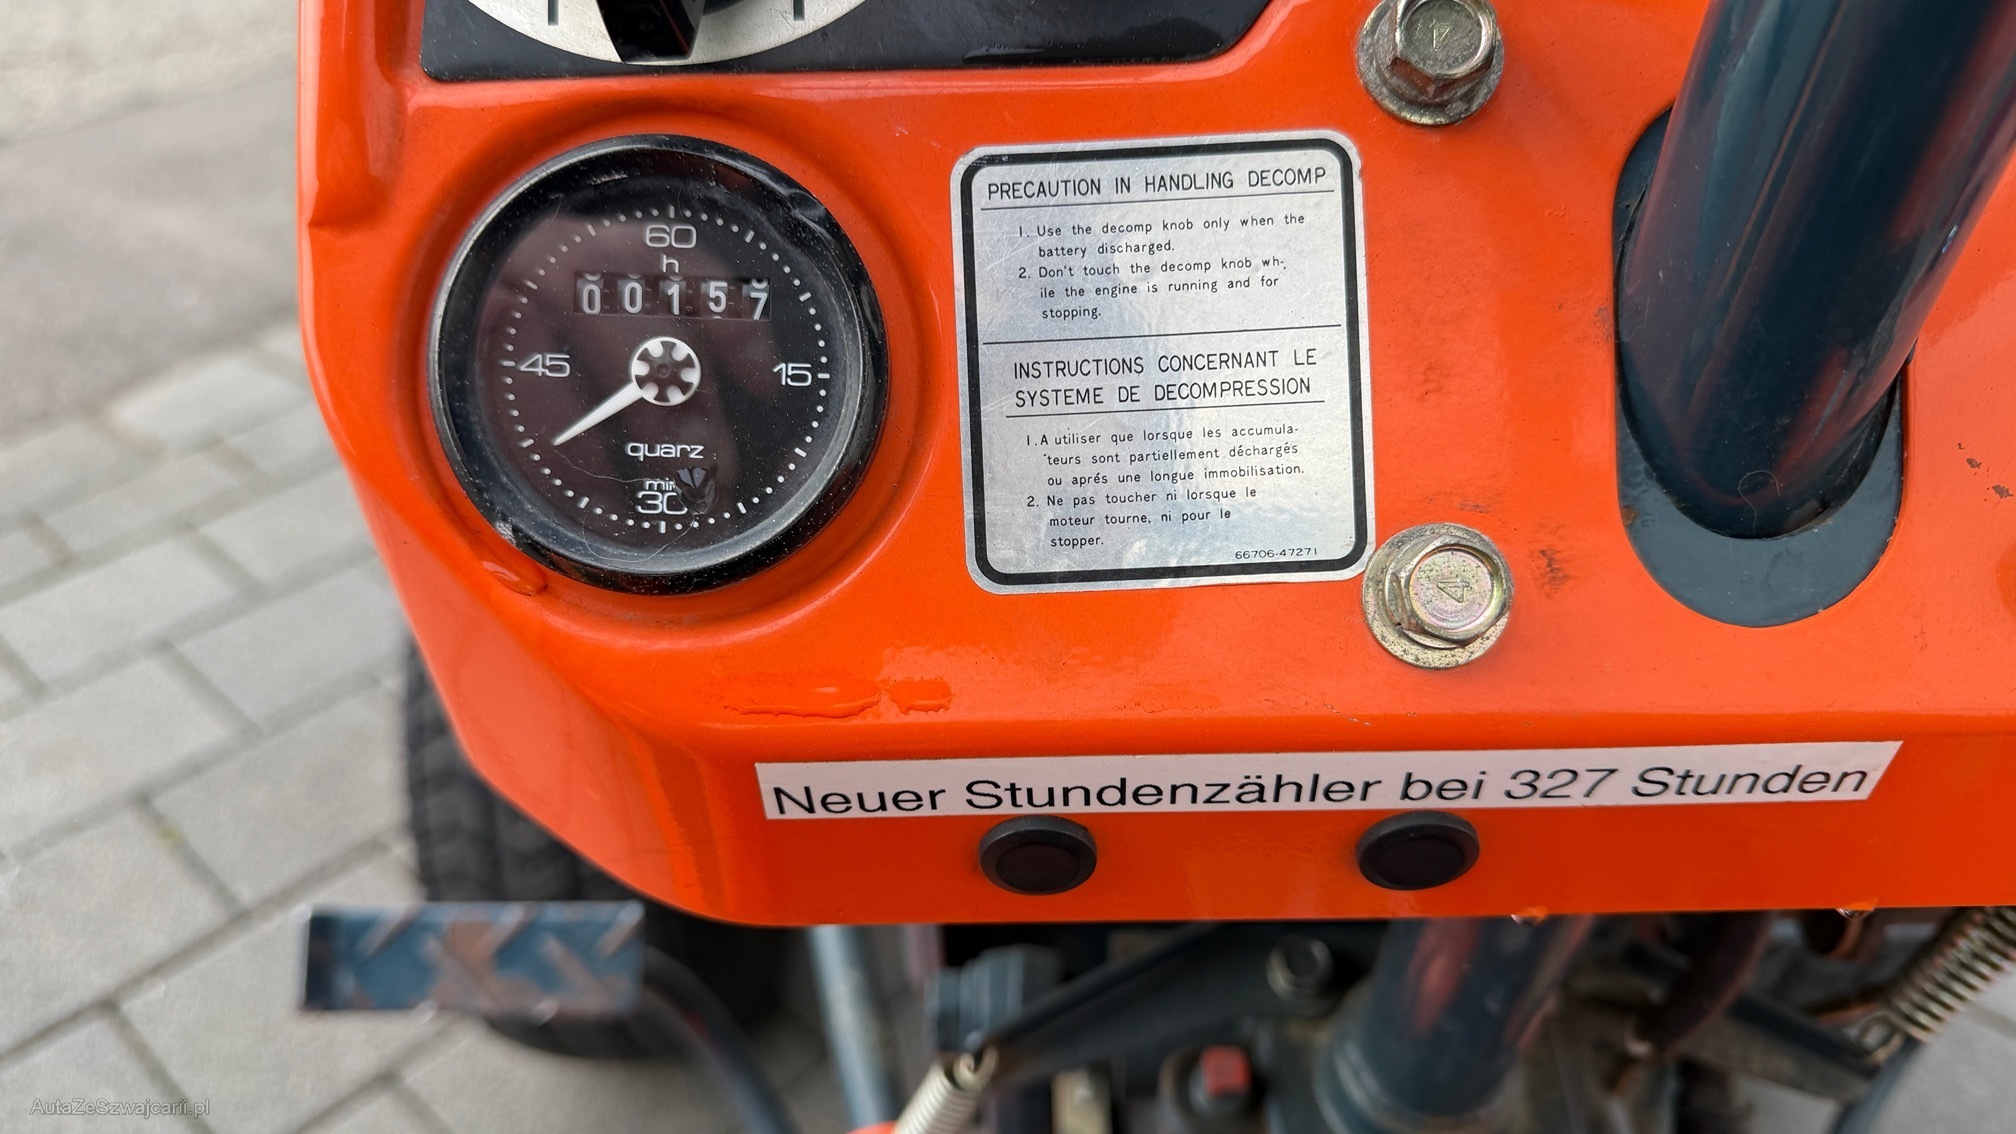 60
h
00157
45
15
quarz
min
30
PRECAUTION IN HANDLING DECOMP
1. Use the decomp knob only when the
battery discharged.
2. Don't touch the decomp knob wh-
ile the engine is running and for
stopping.
INSTRUCTIONS CONCERNANT LE
SYSTEME DE DECOMPRESSION
1. A utiliser que lorsque les accumula-
teurs sont partiellement déchargés
ou aprés une longue immobilisation.
2. Ne pas toucher ni lorsque le
moteur tourne, ni pour le
stopper.
66706-47271
4
4
Neuer Stundenzähler bei 327 Stunden
AutaZeSzwajcarii.pl